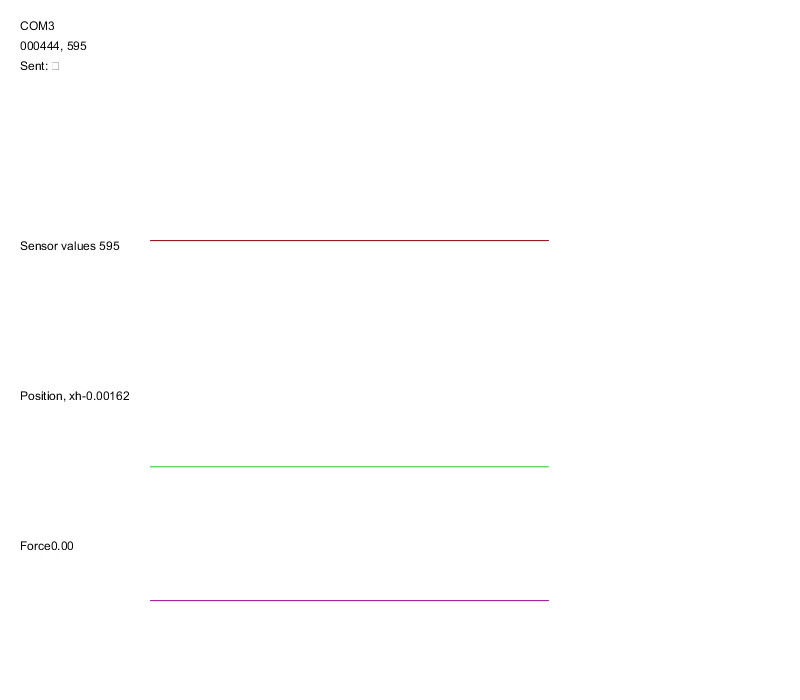 COM3
000444, 595
Sent: □
Sensor values 595
Position, xh-0.00162
Force0.00